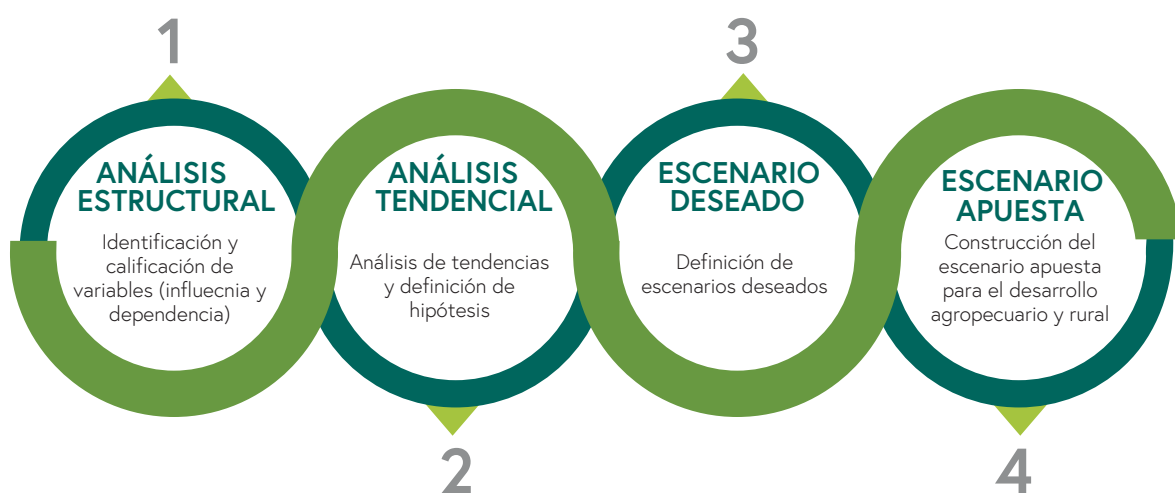 1
ANÁLISIS
ESTRUCTURAL
Identificación y
calificación de
variables (influecnia y
dependencia)
2
ANÁLISIS
TENDENCIAL
Análisis de tendencias
y definición de
hipótesis
3
ESCENARIO
DESEADO
Definición de
escenarios deseados
4
ESCENARIO
APUESTA
Construcción del
escenario apuesta
para el desarrollo
agropecuario y rural